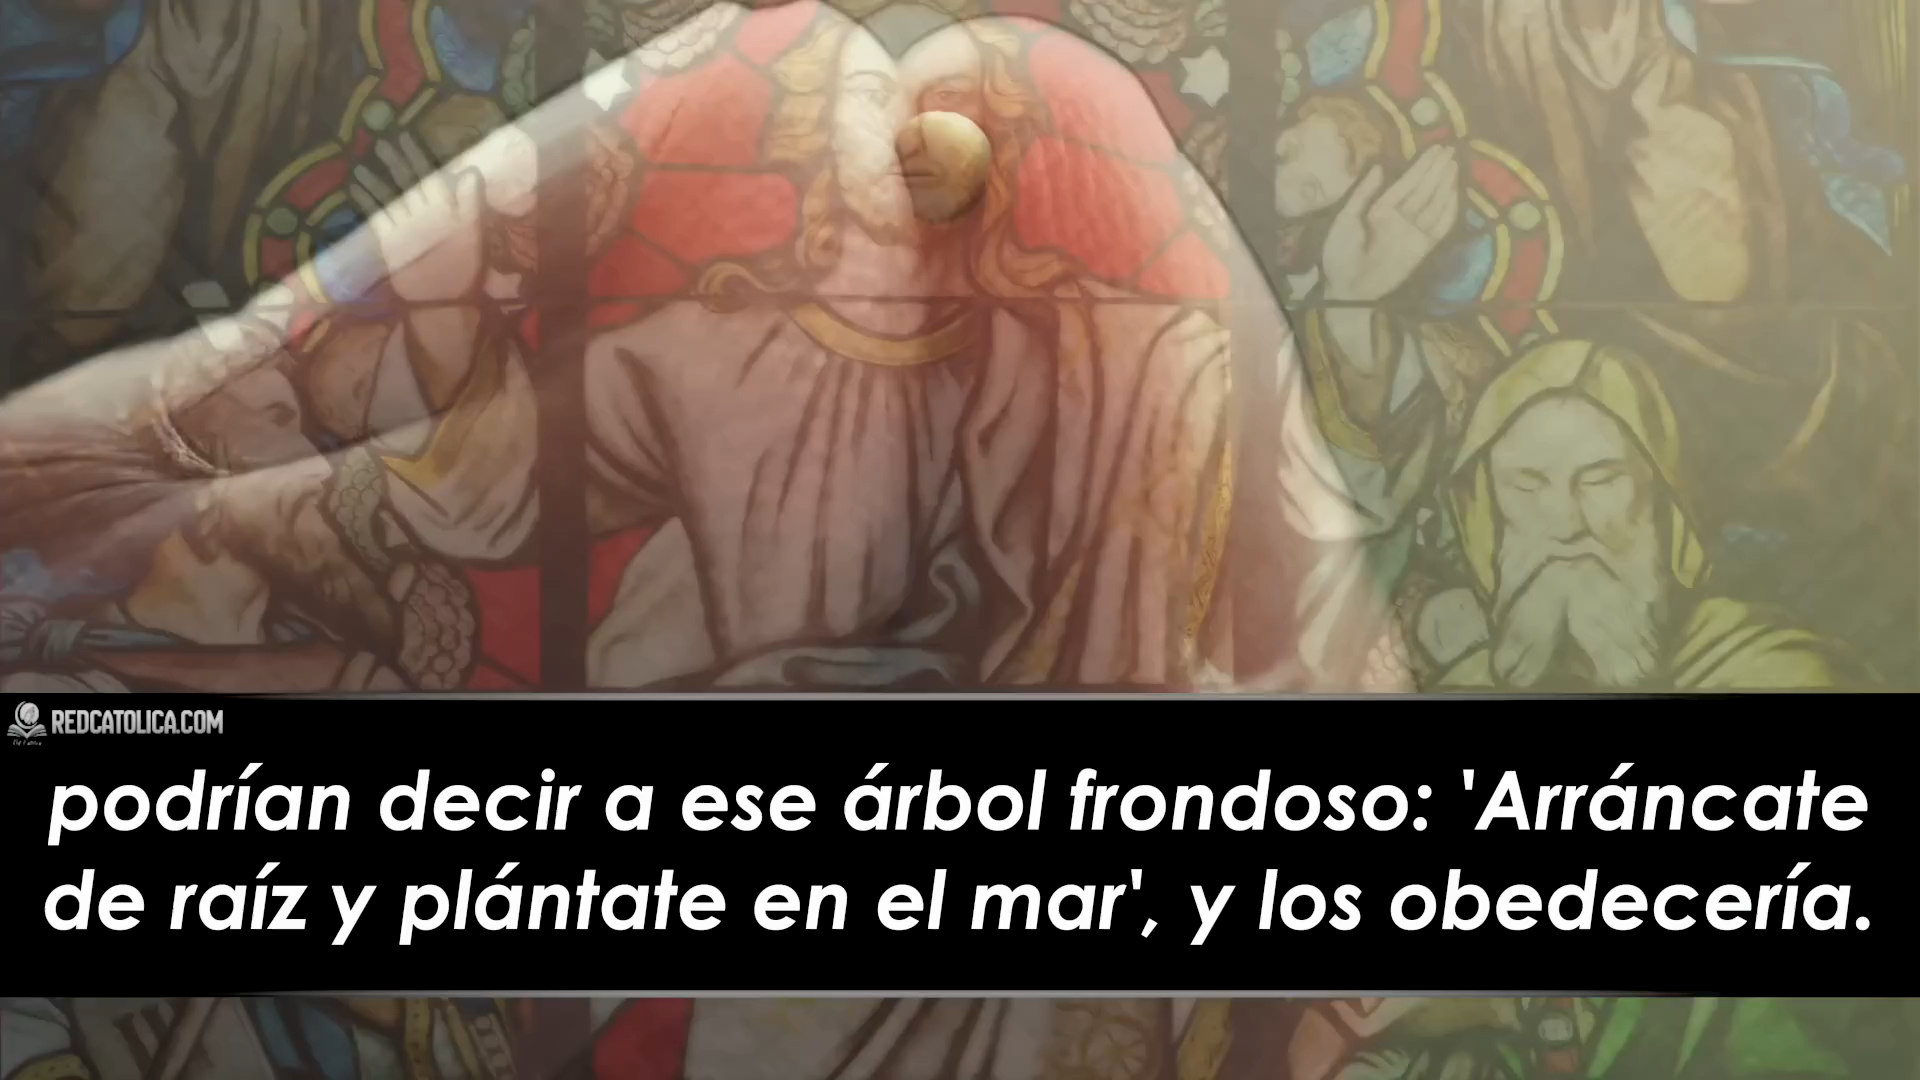 REDCATOLICA.COM
podrían decir a ese árbol frondoso: 'Arráncate
de raíz y plántate en el mar', y los obedecería.